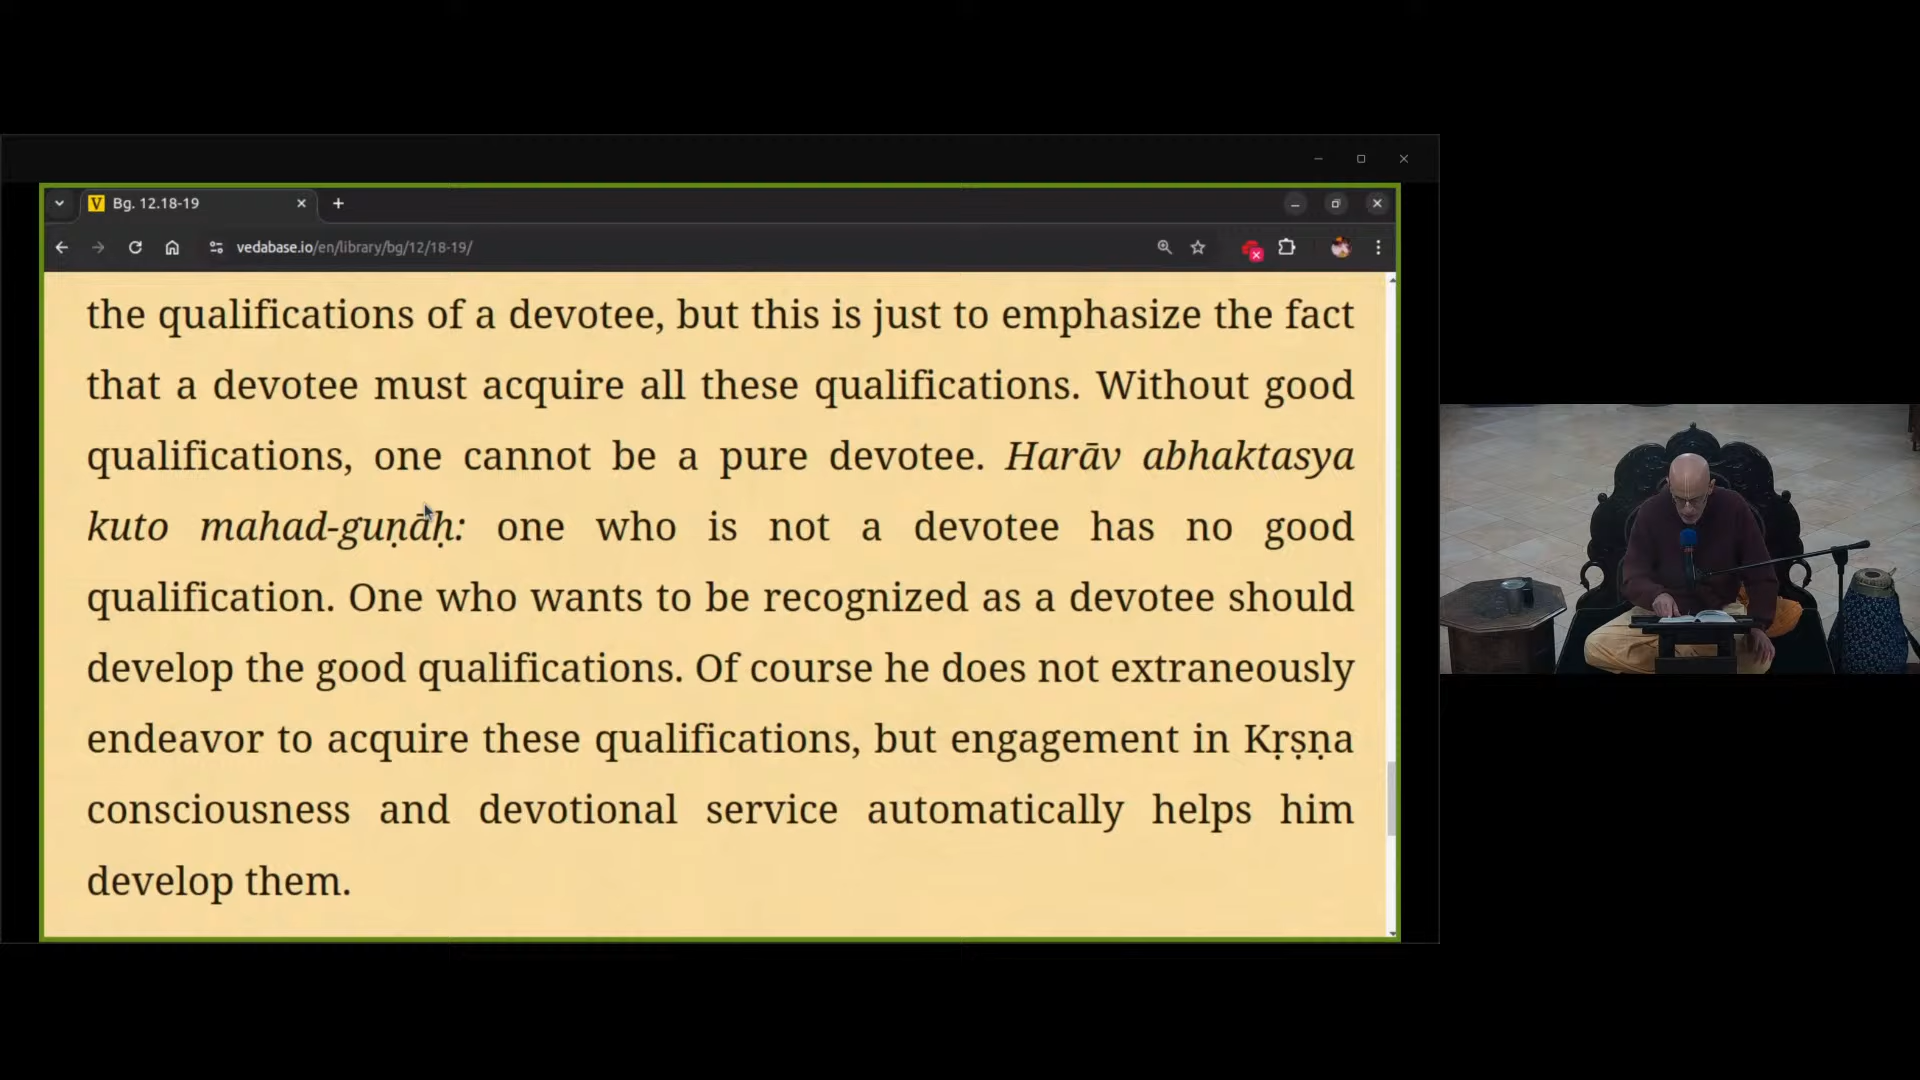 Bg. 12.18-19
vedabase.io/en/library/bg/12/18-19/
the qualifications of a devotee, but this is just to emphasize the fact
that a devotee must acquire all these qualifications. Without good
qualifications, one cannot be a pure devotee. Harāv abhaktasya
kuto mahad-guṇāḥ: one who is not a devotee has no good
qualification. One who wants to be recognized as a devotee should
develop the good qualifications. Of course he does not extraneously
endeavor to acquire these qualifications, but engagement in Kṛṣṇa
consciousness and devotional service automatically helps him
develop them.